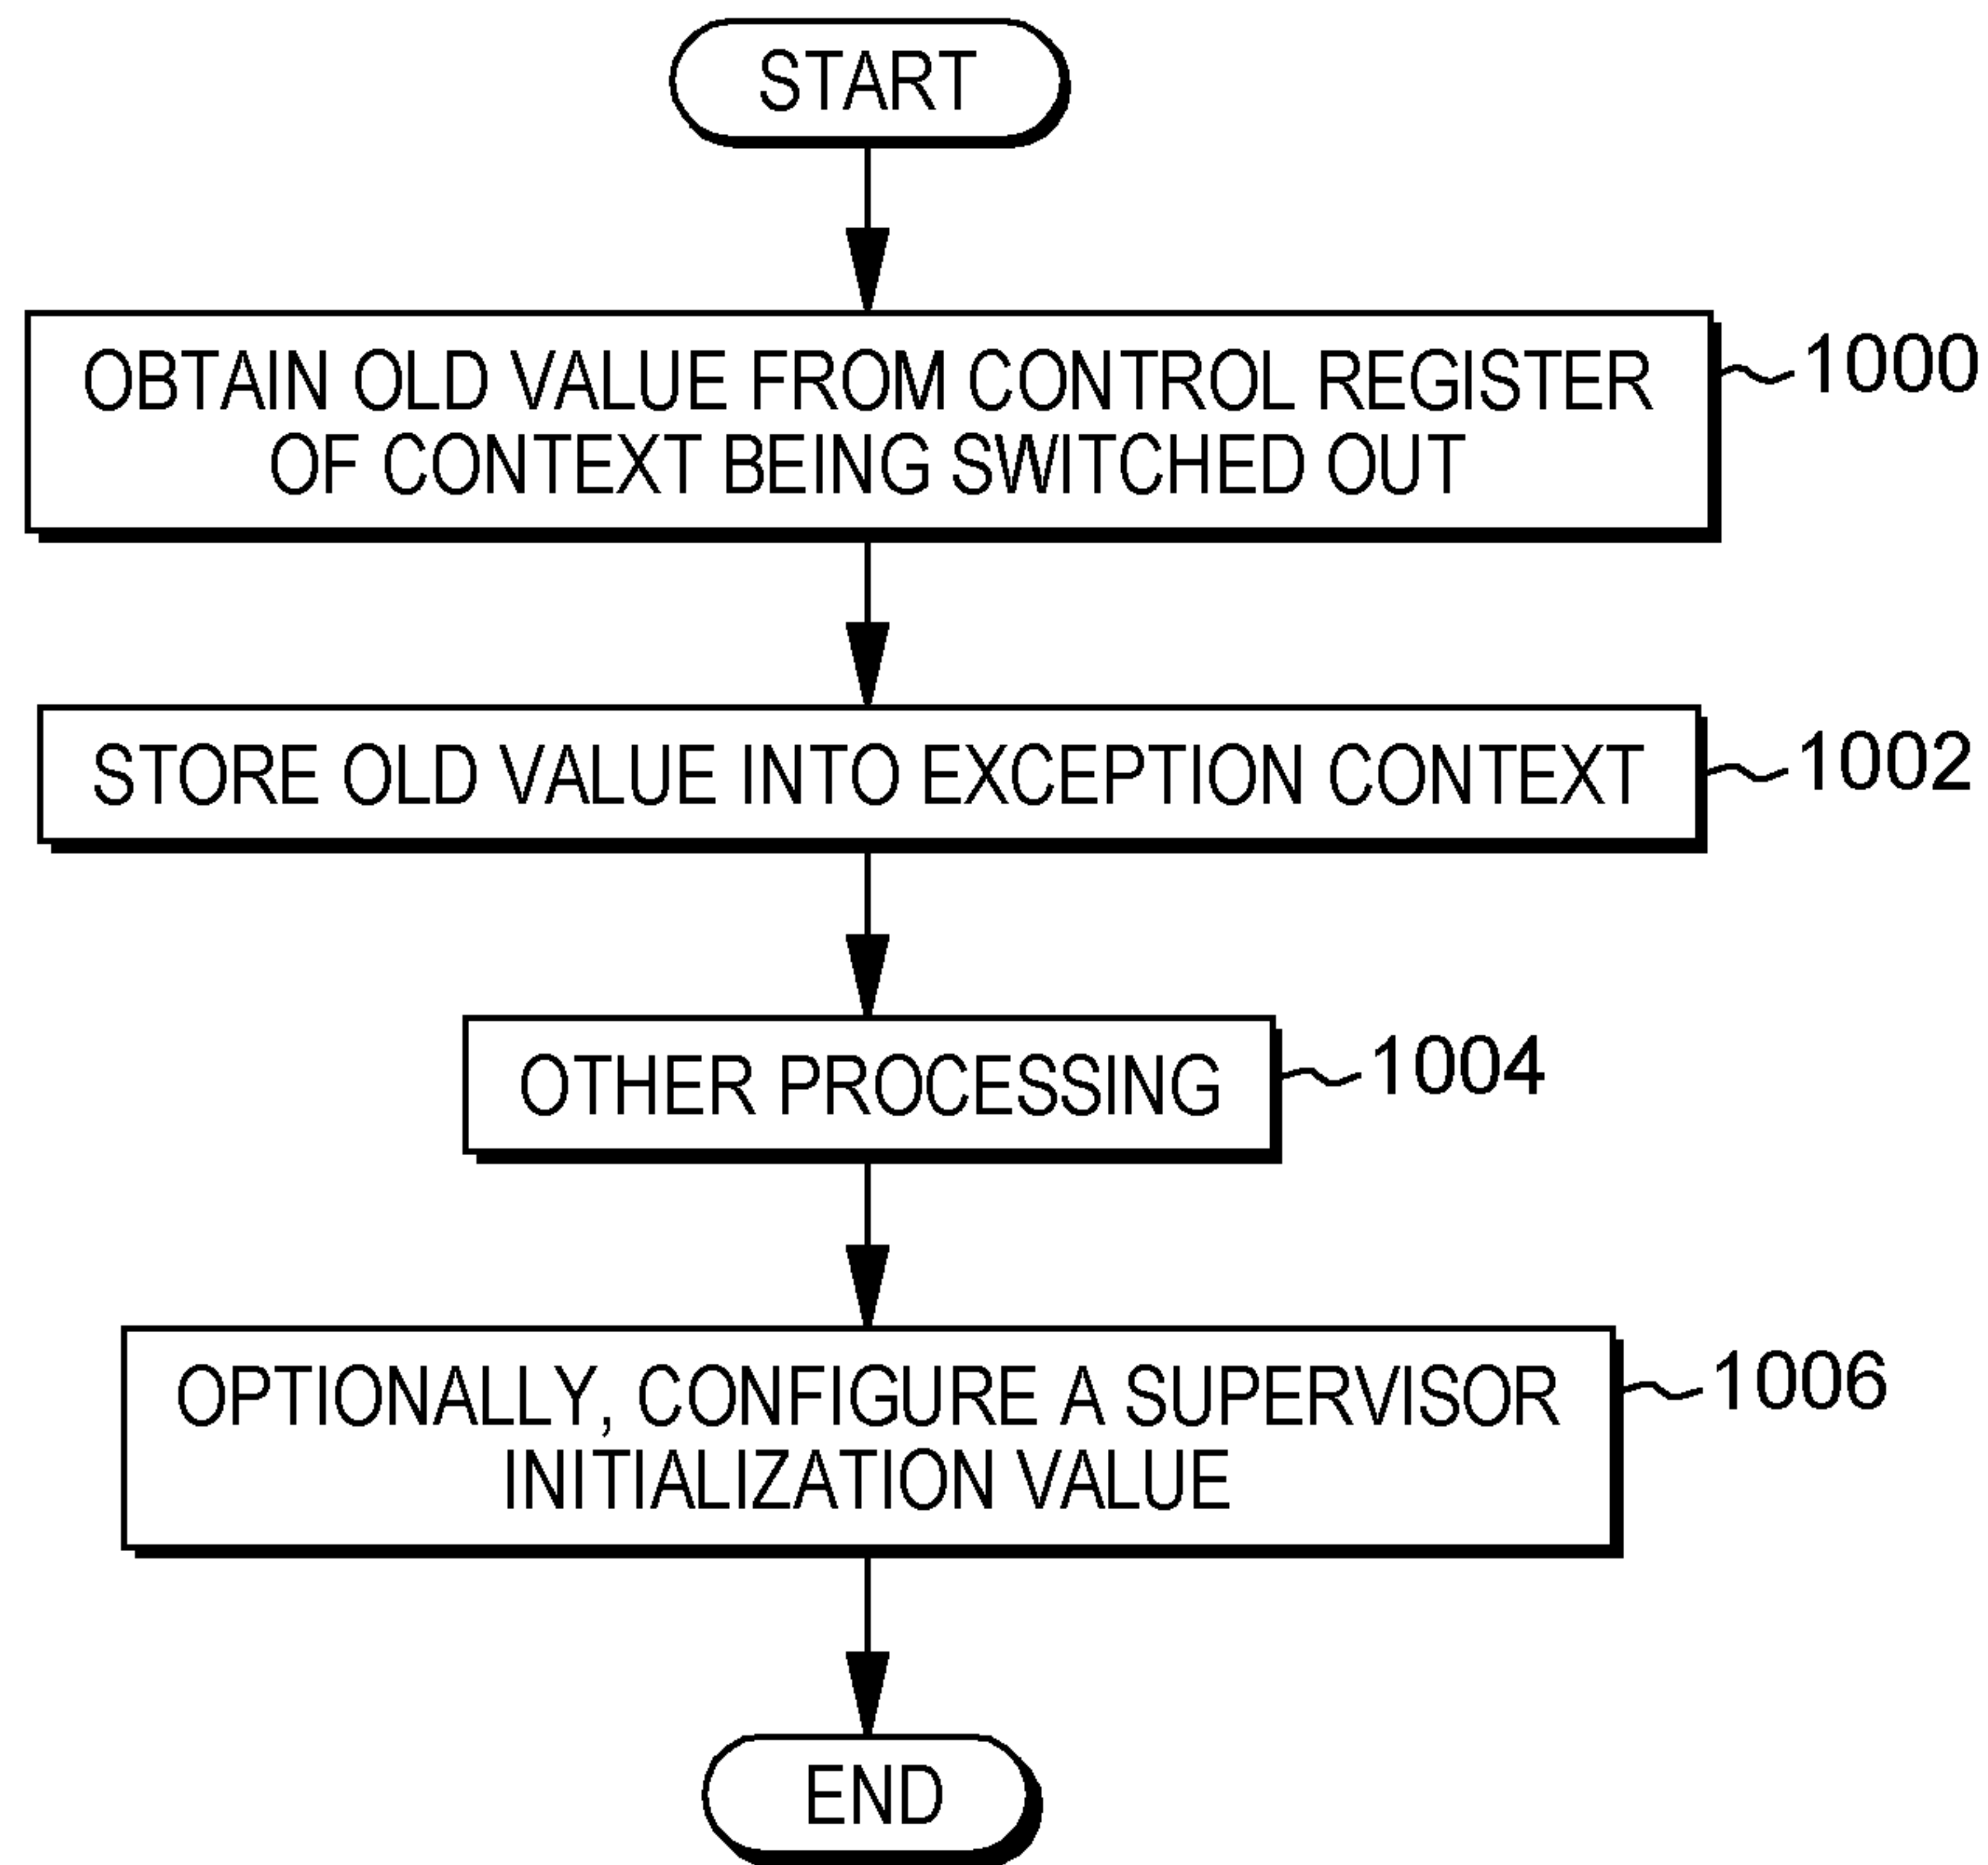 START
OBTAIN OLD VALUE FROM CONTROL REGISTER
OF CONTEXT BEING SWITCHED OUT
1000
STORE OLD VALUE INTO EXCEPTION CONTEXT
1002
OTHER PROCESSING
1004
OPTIONALLY, CONFIGURE A SUPERVISOR
INITIALIZATION VALUE
1006
END